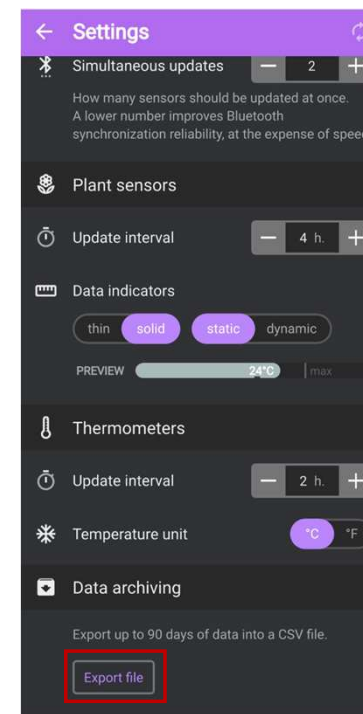 Settings
Simultaneous updates
2
How many sensors should be updated at once.
A lower number improves Bluetooth
synchronization reliability, at the expense of spee
Plant sensors
Update interval
4 h.
Data indicators
thin solid static dynamic
PREVIEW 24°C max
Thermometers
Update interval
2 h.
Temperature unit
°C °F
Data archiving
Export up to 90 days of data into a CSV file.
Export file